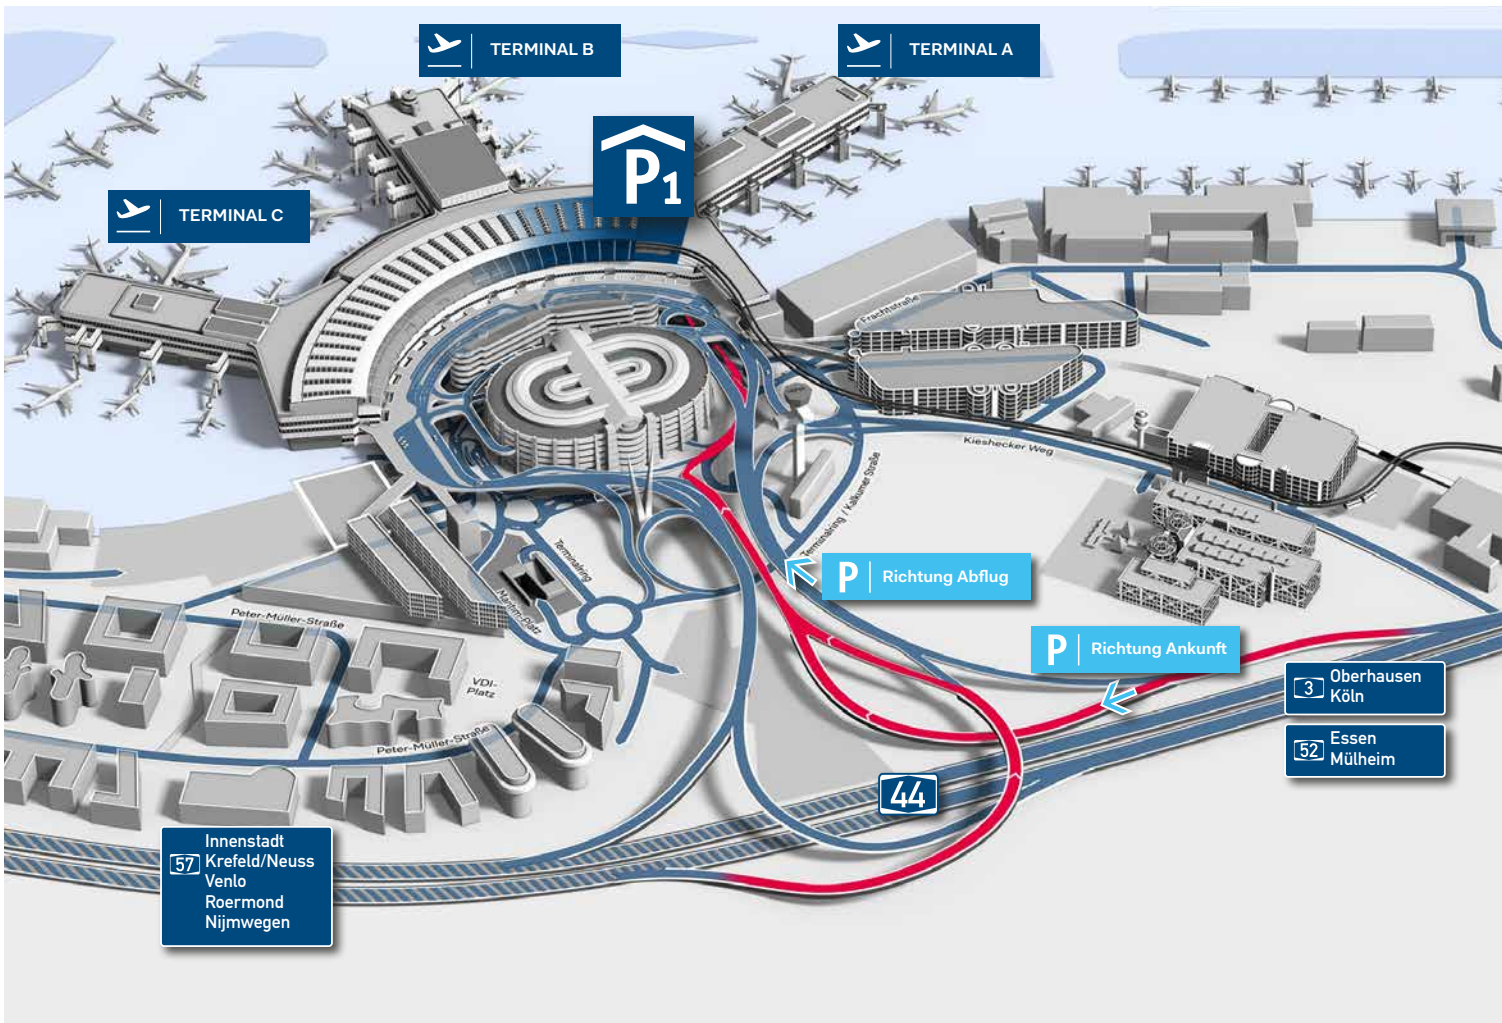 TERMINAL B
TERMINAL A
P1
TERMINAL C
Frachtstraße
Kieshecker Weg
Terminalring / Kalkumer Straße
Terminalring
Maritim-Platz
P Richtung Abflug
Peter-Müller-Straße
P Richtung Ankunft
VDI-
Platz
3 Oberhausen
Köln
Peter-Müller-Straße
52 Essen
Mülheim
44
57 Innenstadt
Krefeld/Neuss
Venlo
Roermond
Nijmwegen